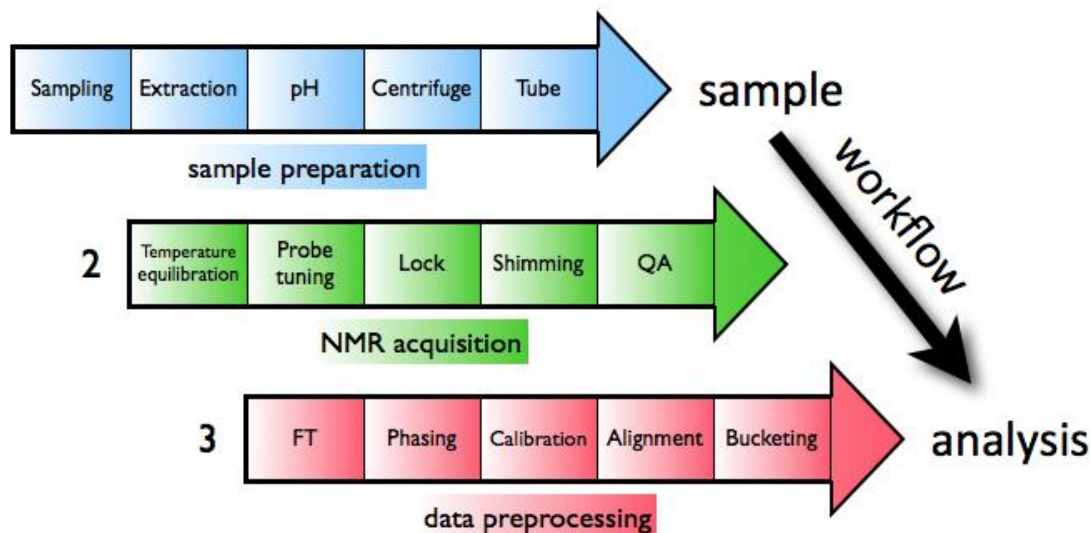 Sampling Extraction pH Centrifuge Tube
sample
sample preparation
workflow
2
Temperature
equilibration
Probe
tuning
Lock
Shimming
QA
NMR acquisition
3
FT Phasing Calibration Alignment Bucketing
analysis
data preprocessing